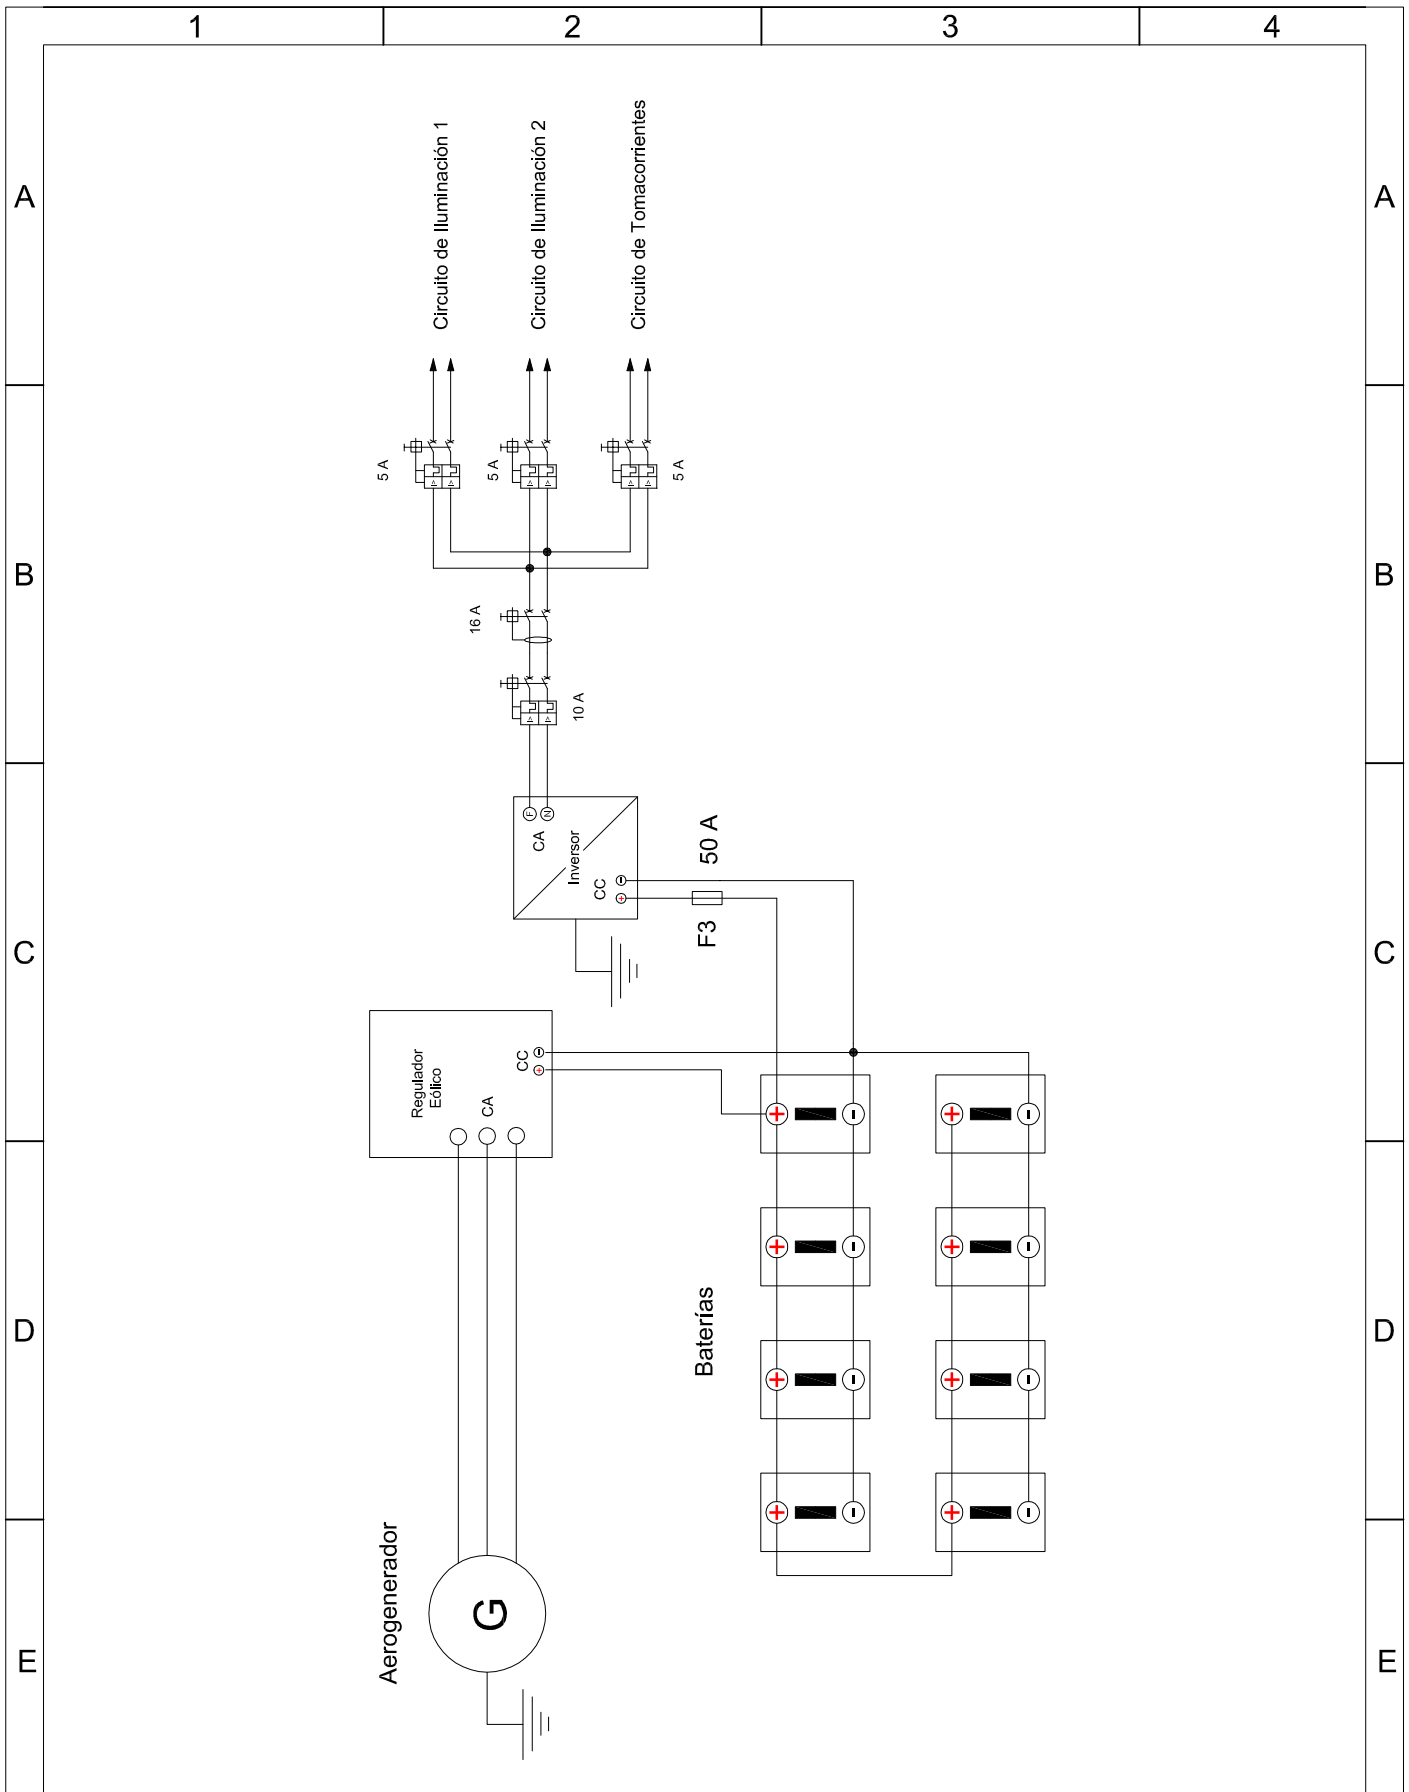 1
2
3
4
A
A
Circuito de Iluminación 1
Circuito de Iluminación 2
Circuito de Tomacorrientes
5 A
5 A
5 A
B
B
16 A
10 A
F
N
CA
Inversor
CC
50 A
F3
C
C
Regulador
Eólico
CA
CC
Baterías
D
D
Aerogenerador
G
E
E